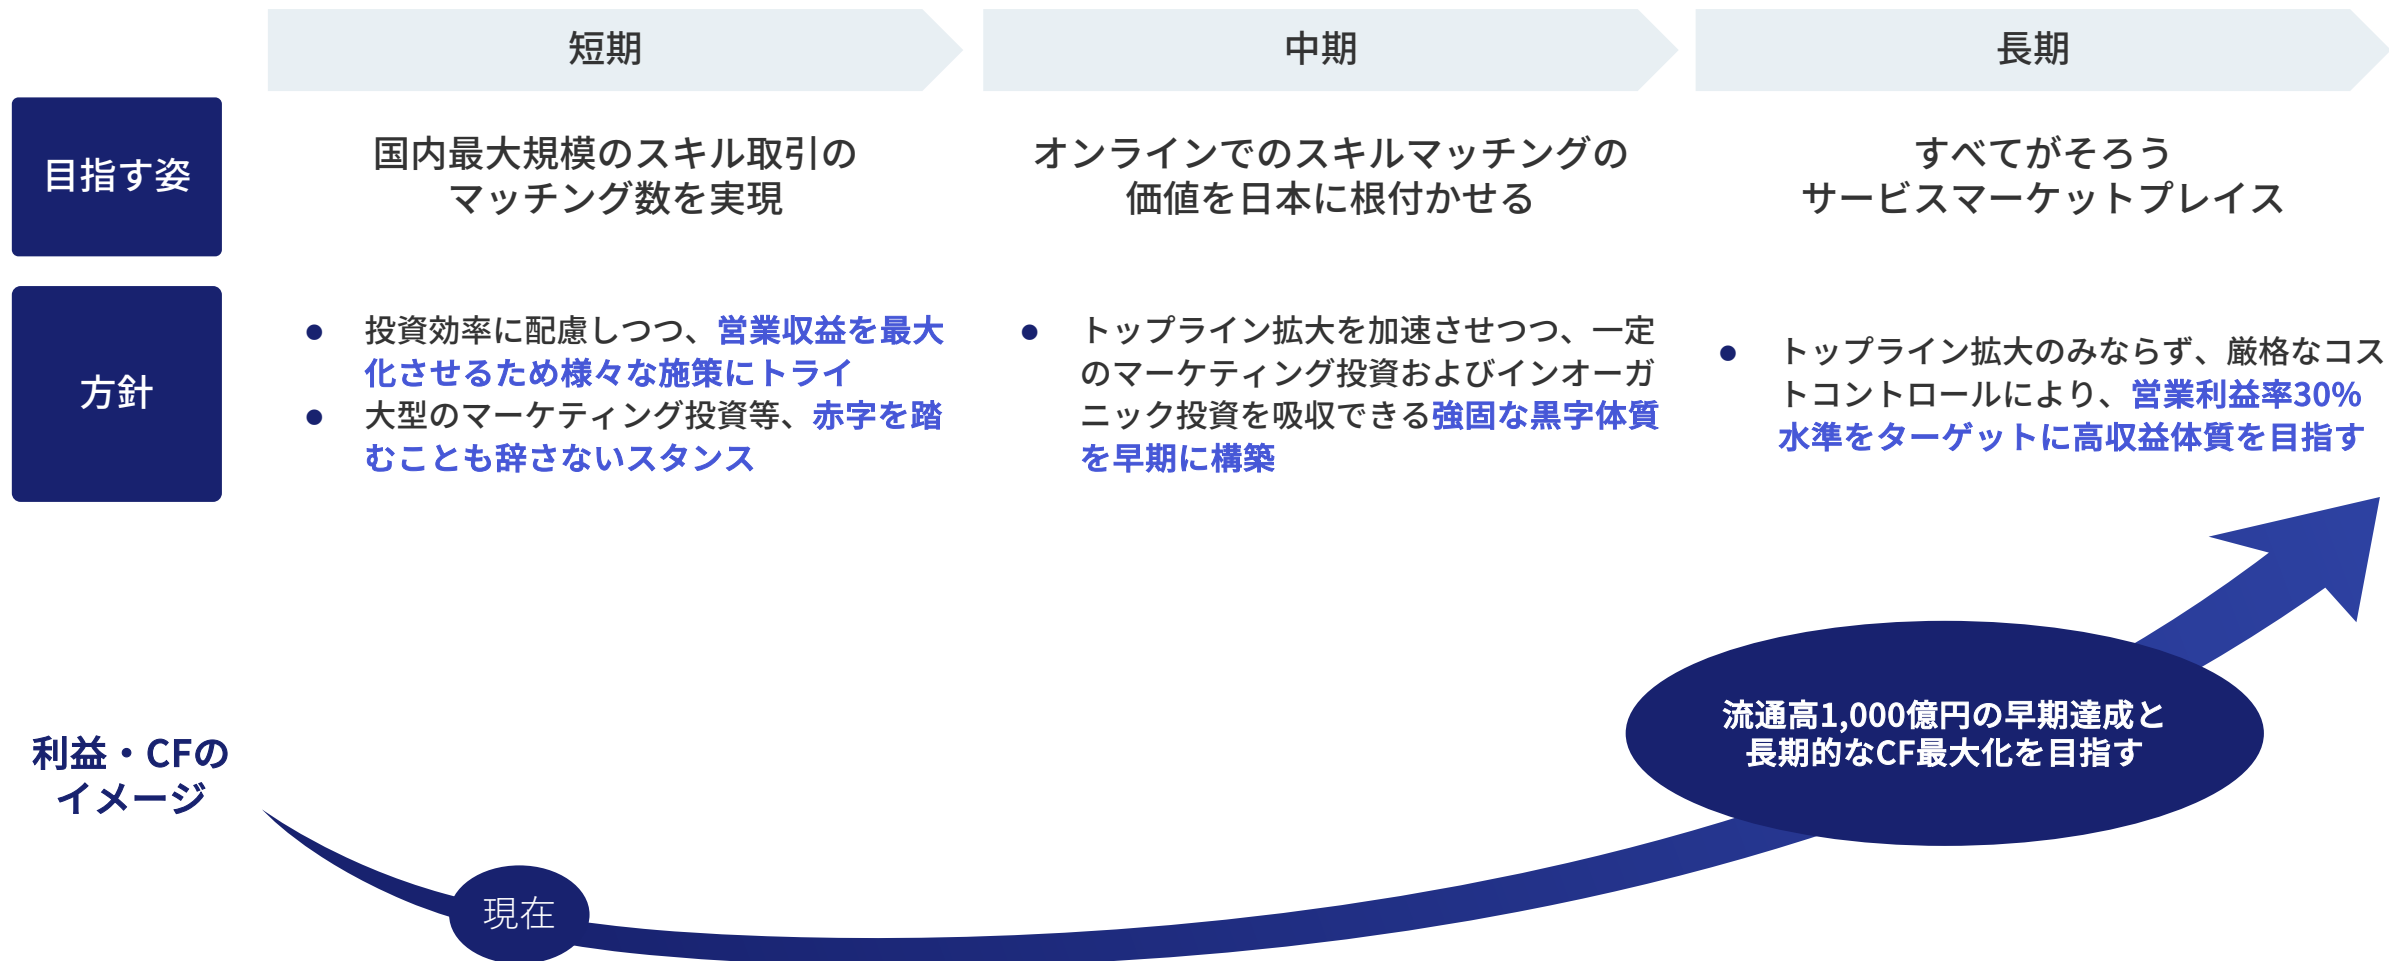 短期
中期
長期
目指す姿
国内最大規模のスキル取引の
マッチング数を実現
オンラインでのスキルマッチングの
価値を日本に根付かせる
すべてがそろう
サービスマーケットプレイス
方針
● 投資効率に配慮しつつ、営業収益を最大
化させるため様々な施策にトライ
● 大型のマーケティング投資等、赤字を踏
むことも辞さないスタンス
● トップライン拡大を加速させつつ、一定
のマーケティング投資およびインオーガ
ニック投資を吸収できる強固な黒字体質
を早期に構築
● トップライン拡大のみならず、厳格なコス
トコントロールにより、営業利益率30%
水準をターゲットに高収益体質を目指す
利益・CFの
イメージ
現在
流通高1,000億円の早期達成と
長期的なCF最大化を目指す